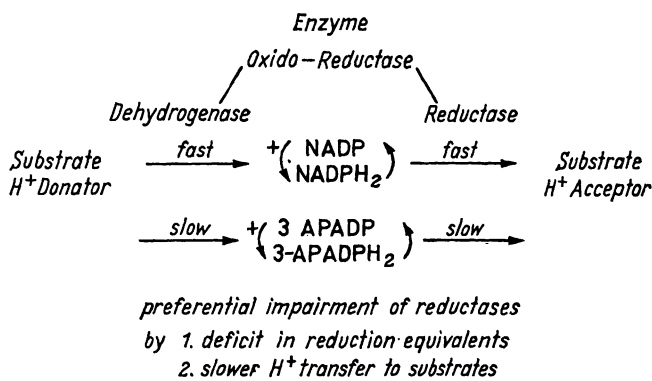 Enzyme
Oxido-Reductase
Dehydrogenase Reductase
Substrate fast + NADP fast Substrate
H+ Donator NADPH2 H+ Acceptor
slow + 3 APADP slow
3-APADPH2
preferential impairment of reductases
by 1. deficit in reduction equivalents
2. slower H+ transfer to substrates